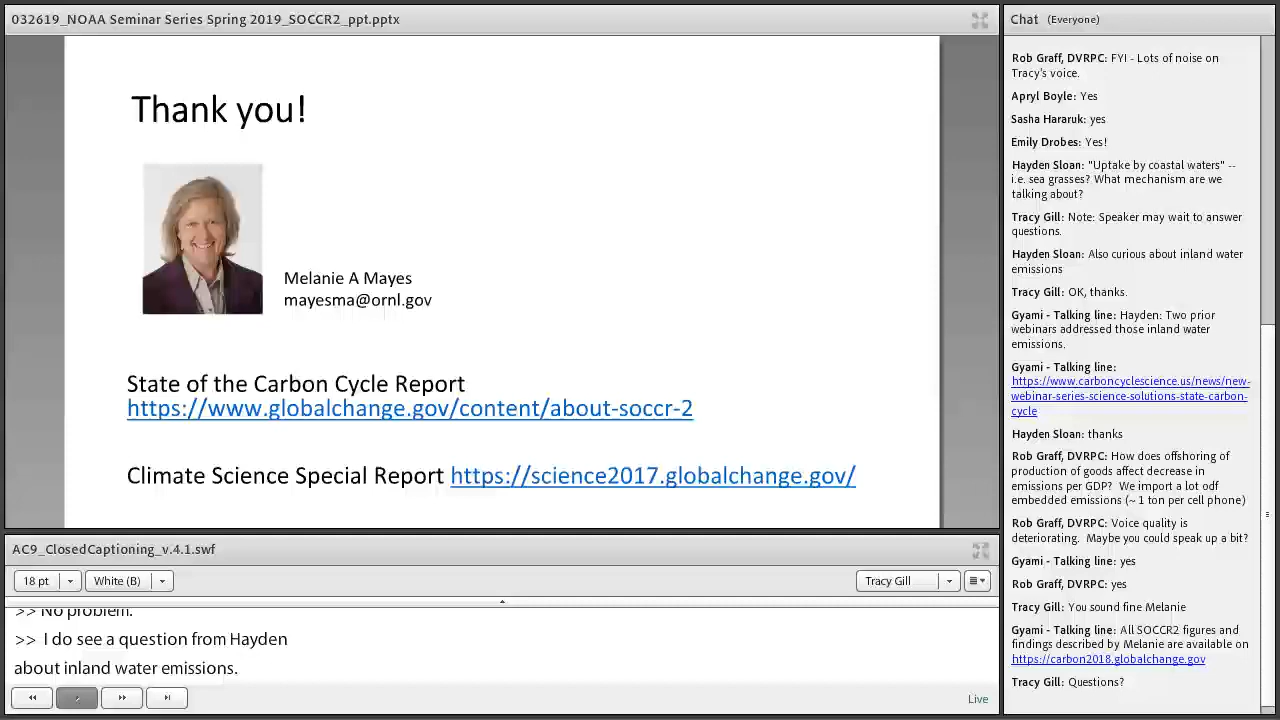 032619_NOAA Seminar Series Spring 2019_SOCCR2_ppt.pptx
Thank you!
Melanie A Mayes
mayesma@ornl.gov
State of the Carbon Cycle Report
https://www.globalchange.gov/content/about-soccr-2
Climate Science Special Report https://science2017.globalchange.gov/
AC9_ClosedCaptioning_v.4.1.swf
18 pt
White (B)
Tracy Gill
>> No problem.
>> I do see a question from Hayden
about inland water emissions.
Live
Chat (Everyone)
Rob Graff, DVRPC: FYI - Lots of noise on
Tracy's voice.
Apryl Boyle: Yes
Sasha Hararuk: yes
Emily Drobes: Yes!
Hayden Sloan: "Uptake by coastal waters" --
i.e. sea grasses? What mechanism are we
talking about?
Tracy Gill: Note: Speaker may wait to answer
questions.
Hayden Sloan: Also curious about inland water
emissions
Tracy Gill: OK, thanks.
Gyami - Talking line: Hayden: Two prior
webinars addressed those inland water
emissions.
Gyami - Talking line:
https://www.carboncyclescience.us/news/new-
webinar-series-science-solutions-state-carbon-
cycle
Hayden Sloan: thanks
Rob Graff, DVRPC: How does offshoring of
production of goods affect decrease in
emissions per GDP? We import a lot odf
embedded emissions (~ 1 ton per cell phone)
Rob Graff, DVRPC: Voice quality is
deteriorating. Maybe you could speak up a bit?
Gyami - Talking line: yes
Rob Graff, DVRPC: yes
Tracy Gill: You sound fine Melanie
Gyami - Talking line: All SOCCR2 figures and
findings described by Melanie are available on
https://carbon2018.globalchange.gov
Tracy Gill: Questions?